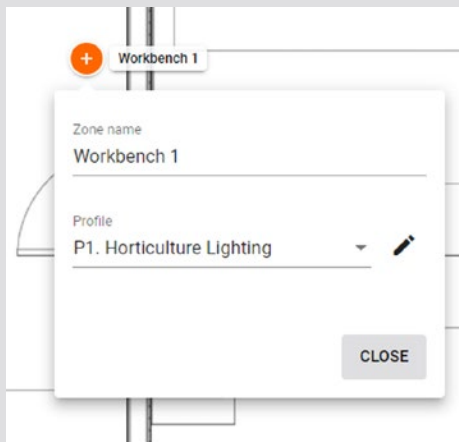 Workbench 1
Zone name
Workbench 1
Profile
P1. Horticulture Lighting
CLOSE